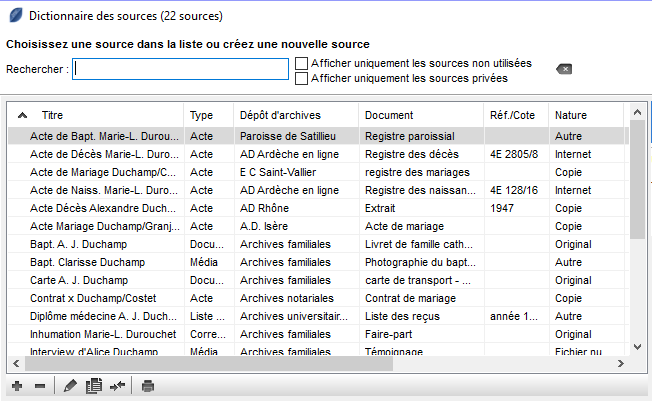 Dictionnaire des sources (22 sources)
Choisissez une source dans la liste ou créez une nouvelle source
Rechercher :
Afficher uniquement les sources non utilisées
Afficher uniquement les sources privées
Titre Type Dépôt d'archives Document Réf./Cote Nature
Acte de Bapt. Marie-L. Durou... Acte Paroisse de Satillieu Registre paroissial Autre
Acte de Décès Marie-L. Duro... Acte AD Ardèche en ligne Registre des décès 4E 2805/8 Internet
Acte de Mariage Duchamp/C... Acte E C Saint-Vallier registre des mariages Copie
Acte de Naiss. Marie-L. Duro... Acte AD Ardèche en ligne Registre des naissan... 4E 128/16 Internet
Acte Décès Alexandre Duch... Acte AD Rhône Extrait 1947 Copie
Acte Mariage Duchamp/Granj... Acte A.D. Isère Acte de mariage Copie
Bapt. A. J. Duchamp Docu... Archives familiales Livret de famille cath... Original
Bapt. Clarisse Duchamp Média Archives familiales Photographie du bapt... Autre
Carte A. J. Duchamp Docu... Archives familiales carte de transport - ... Original
Contrat x Duchamp/Costet Acte Archives notariales Contrat de mariage Copie
Diplôme médecine A. J. Duch... Liste ... Archives universitair... Liste des reçus année 1... Autre
Inhumation Marie-L. Durouchet Corre... Archives familiales Faire-part Original
Interview d'Alice Duchamp Média Archives familiales Témoignage Fichier nu